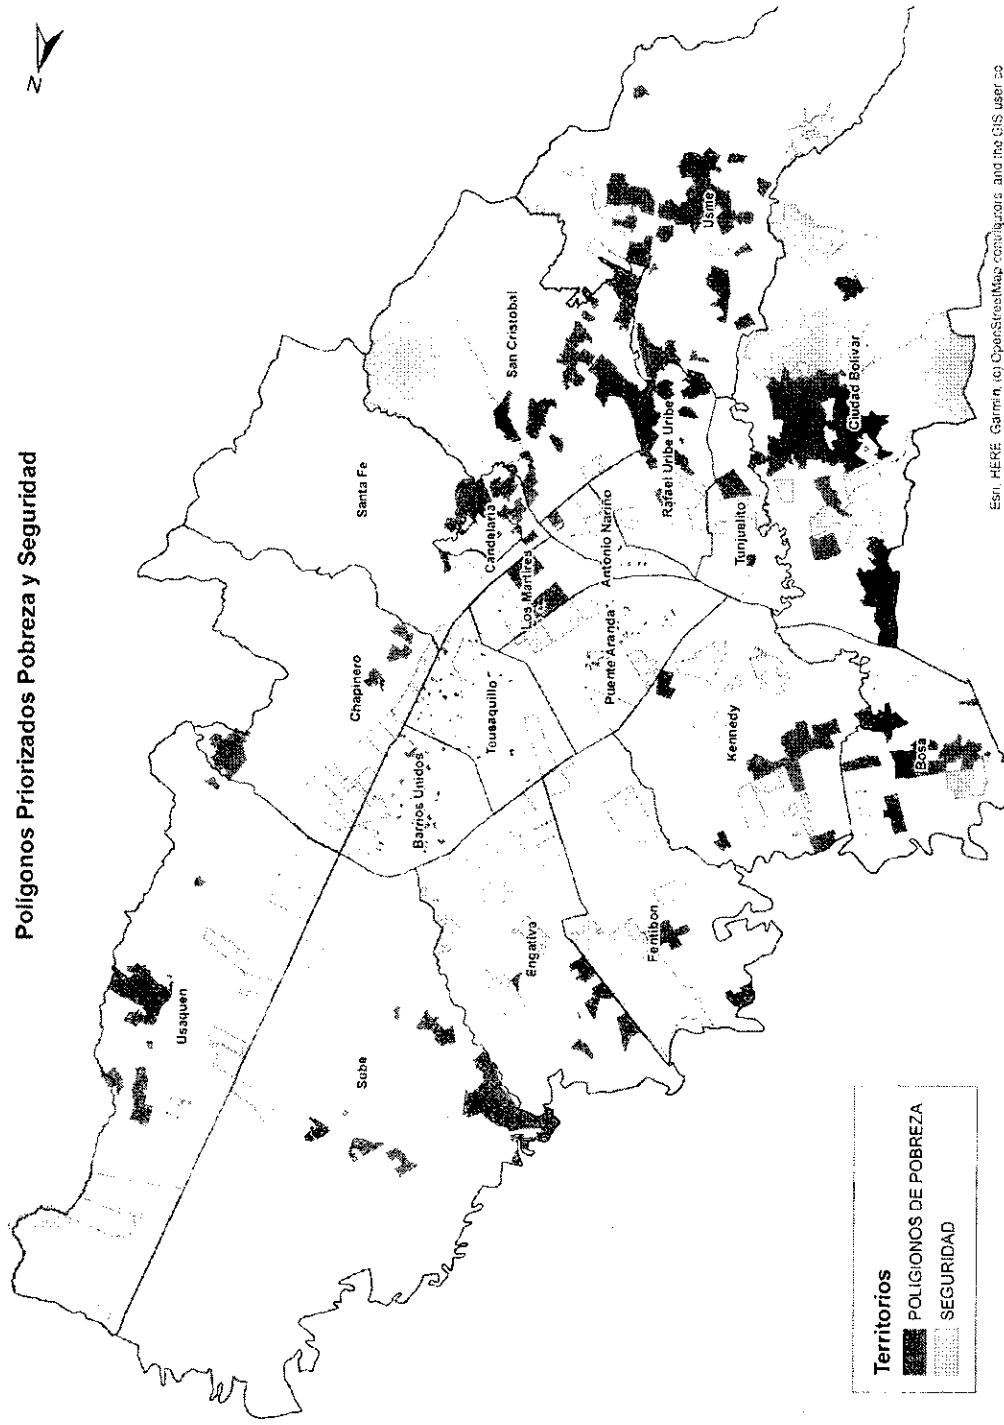 Polígonos Priorizados Pobreza y Seguridad
N
Usaquen
Chapinero
Santa Fe
San Cristobal
Suba
Barrios Unidos
Teusaquillo
Candelaria
Los Martires
Antonio Nariño
Puente Aranda
Rafael Uribe Uribe
Usme
Engativa
Fontibon
Kennedy
Tunjuelito
Ciudad Bolivar
Bosa
Territorios
POLIGIONOS DE POBREZA
SEGURIDAD
Esri, HERE, Garmin, (c) OpenStreetMap contributors, and the GIS user co